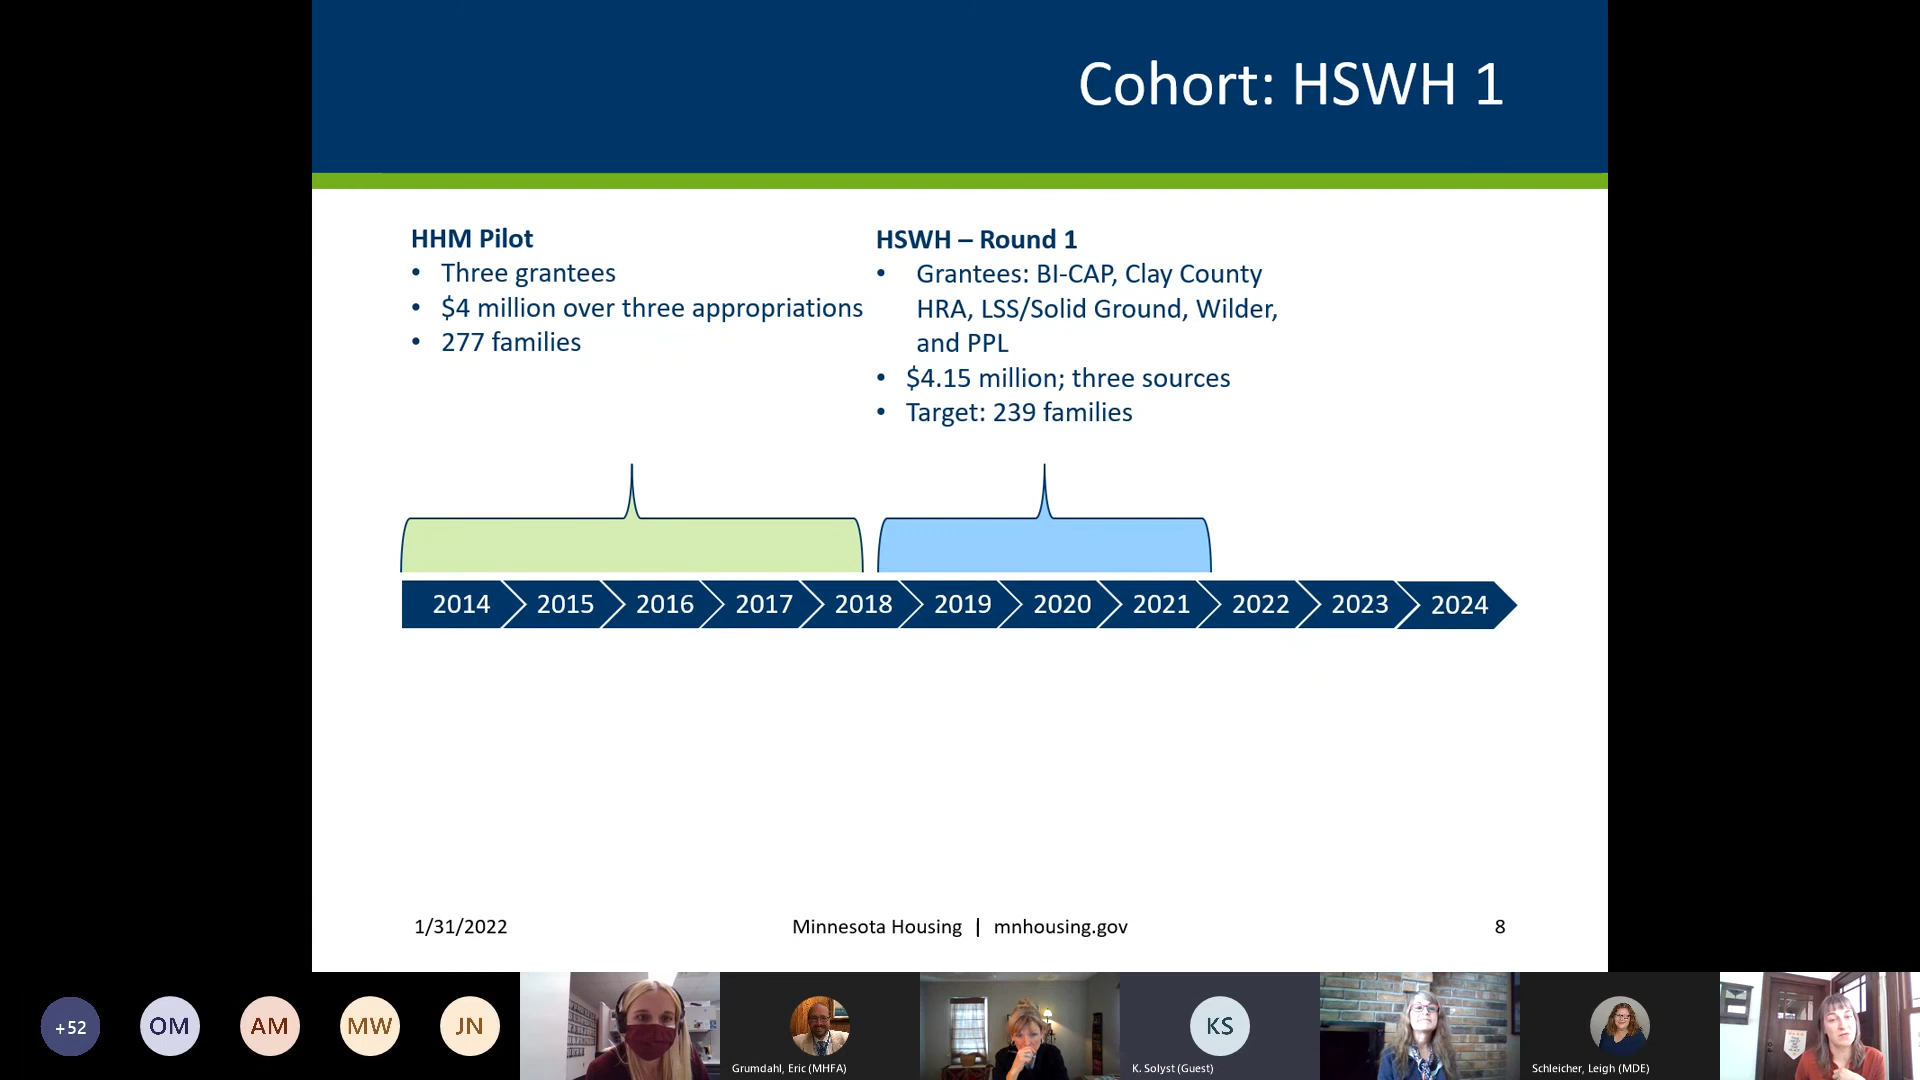 Cohort: HSWH 1
HHM Pilot
• Three grantees
• $4 million over three appropriations
• 277 families
HSWH – Round 1
• Grantees: BI-CAP, Clay County
HRA, LSS/Solid Ground, Wilder,
and PPL
• $4.15 million; three sources
• Target: 239 families
2014 2015 2016 2017 2018 2019 2020 2021 2022 2023 2024
1/31/2022
Minnesota Housing | mnhousing.gov
8
+52
OM
AM
MW
JN
Grumdahl, Eric (MHFA)
KS
K. Solyst (Guest)
Schleicher, Leigh (MDE)